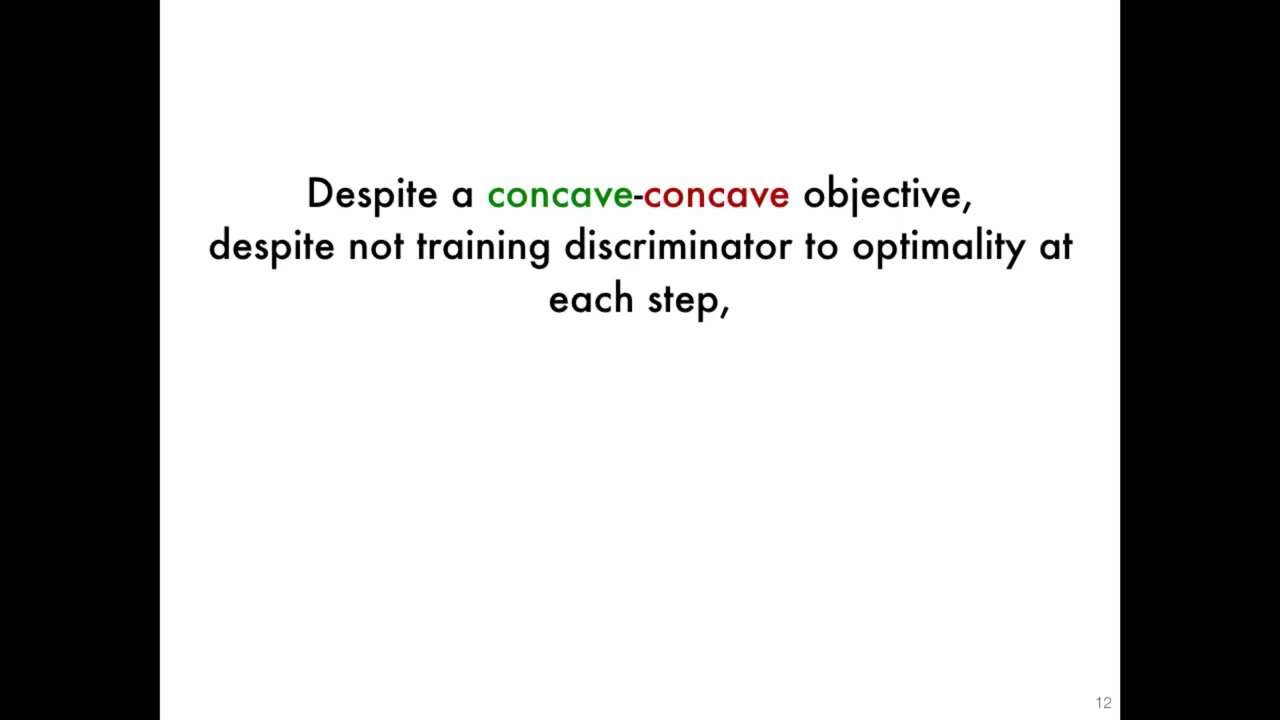 Despite a concave-concave objective,
despite not training discriminator to optimality at
each step,
12